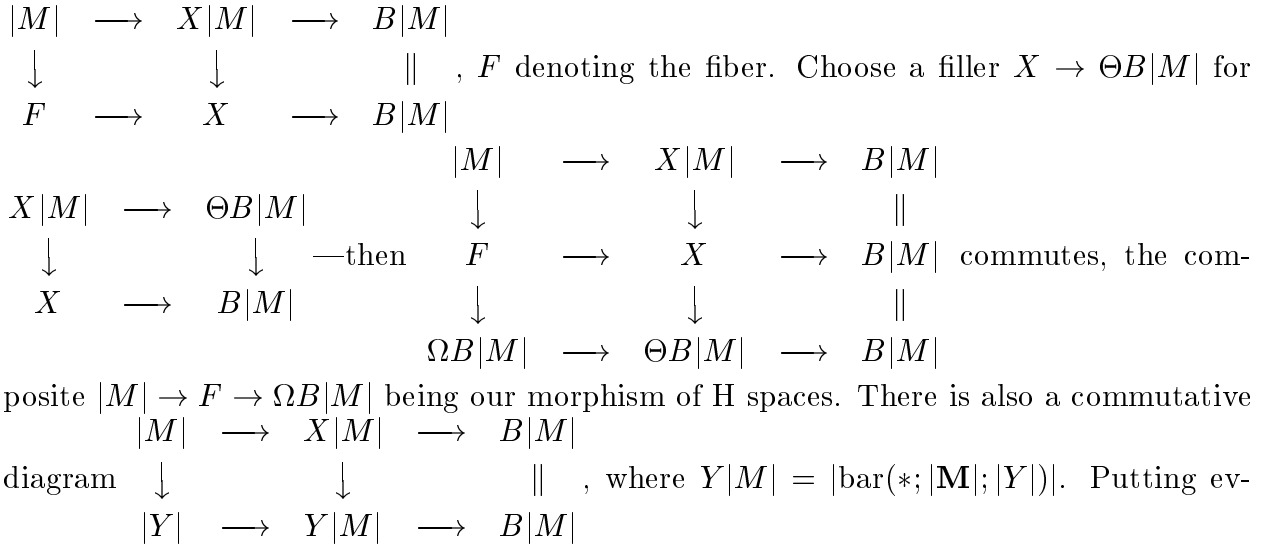 |M| ⟶ X|M| ⟶ B|M|
↓ ↓ ∥ , F denoting the fiber. Choose a filler X → ΘB|M| for
F ⟶ X ⟶ B|M|
|M| ⟶ X|M| ⟶ B|M|
X|M| ⟶ ΘB|M| ↓ ↓ ∥
↓ ↓ —then F ⟶ X ⟶ B|M| commutes, the com-
X ⟶ B|M| ↓ ↓ ∥
ΩB|M| ⟶ ΘB|M| ⟶ B|M|
posite |M| → F → ΩB|M| being our morphism of H spaces. There is also a commutative
|M| ⟶ X|M| ⟶ B|M|
diagram ↓ ↓ ∥ , where Y|M| = |bar(∗; |𝐌|; |Y|)|. Putting ev-
|Y| ⟶ Y|M| ⟶ B|M|